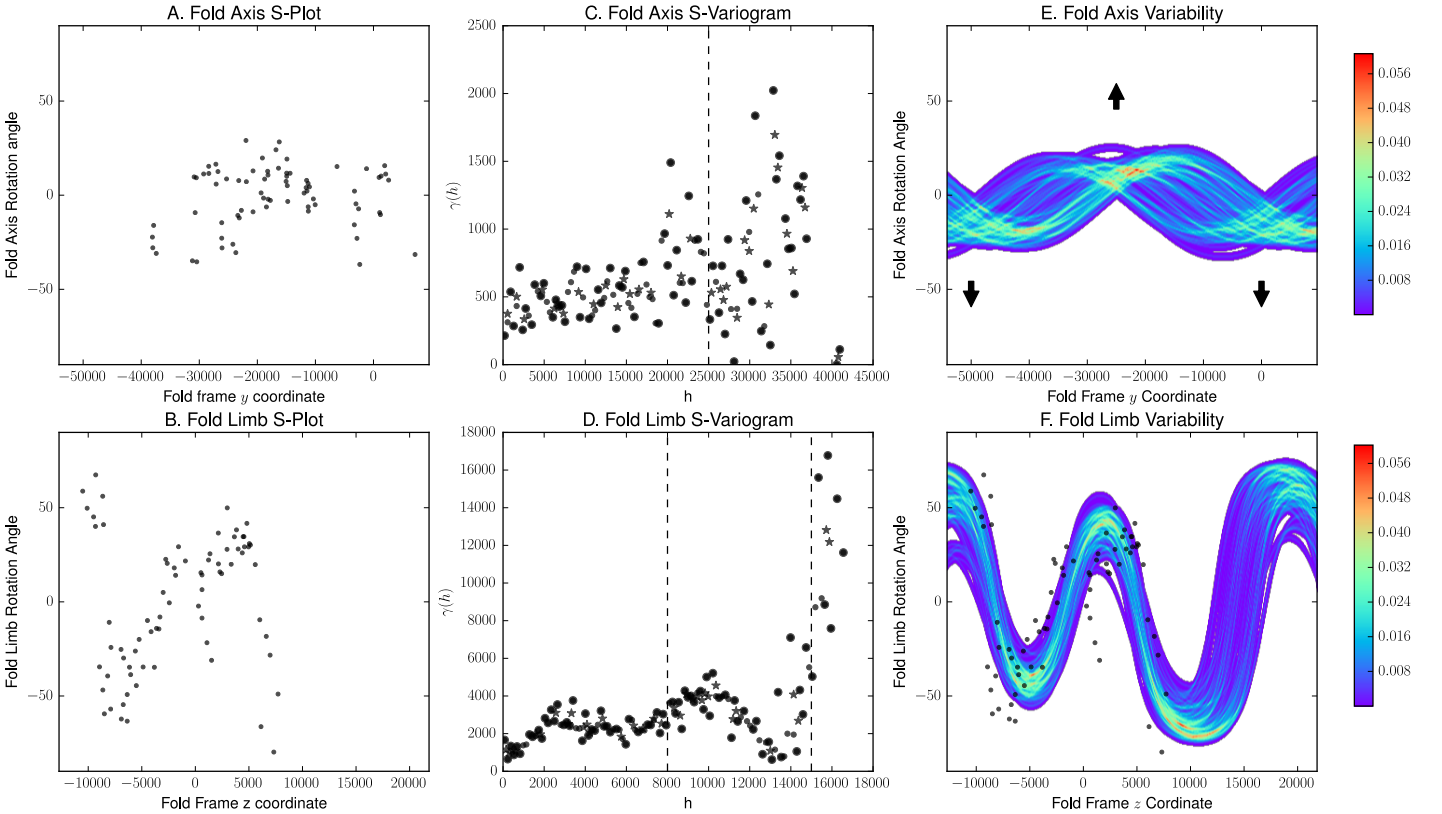 A. Fold Axis S-Plot
Fold Axis Rotation angle
50
0
−50
−50000 −40000 −30000 −20000 −10000 0
Fold frame y coordinate
C. Fold Axis S-Variogram
γ(h)
2500
2000
1500
1000
500
0
0 5000 10000 15000 20000 25000 30000 35000 40000 45000
h
E. Fold Axis Variability
Fold Axis Rotation Angle
50
0
−50
−50000 −40000 −30000 −20000 −10000 0
Fold Frame y Coordinate
0.056
0.048
0.040
0.032
0.024
0.016
0.008
B. Fold Limb S-Plot
Fold Limb Rotation Angle
50
0
−50
−10000 −5000 0 5000 10000 15000 20000
Fold Frame z coordinate
D. Fold Limb S-Variogram
γ(h)
18000
16000
14000
12000
10000
8000
6000
4000
2000
0
0 2000 4000 6000 8000 10000 12000 14000 16000 18000
h
F. Fold Limb Variability
Fold Limb Rotation Angle
50
0
−50
−10000 −5000 0 5000 10000 15000 20000
Fold Frame z Cordinate
0.056
0.048
0.040
0.032
0.024
0.016
0.008